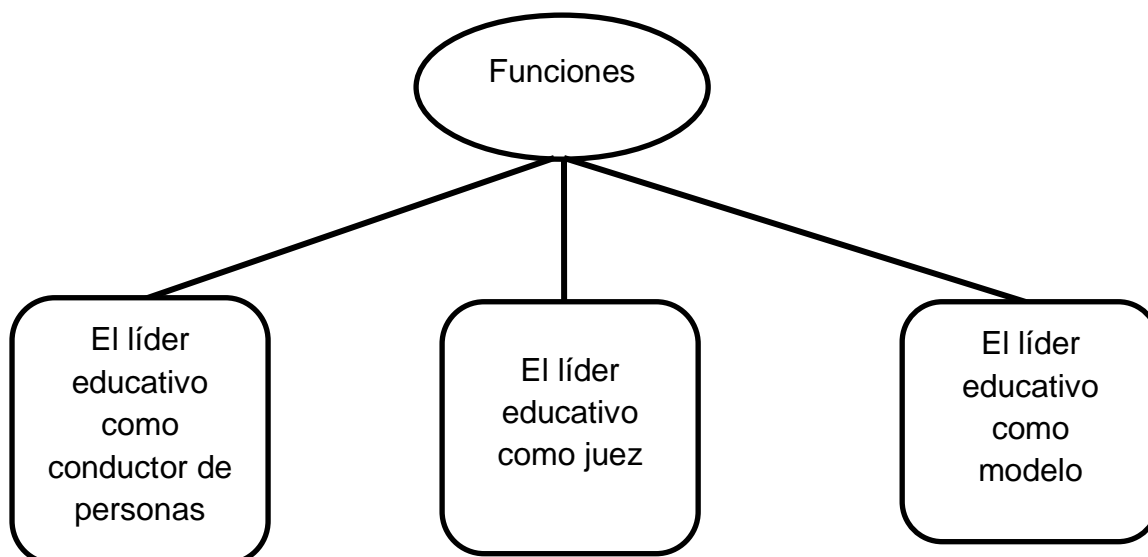 Funciones
El líder
educativo
como
conductor de
personas
El líder
educativo
como juez
El líder
educativo
como
modelo